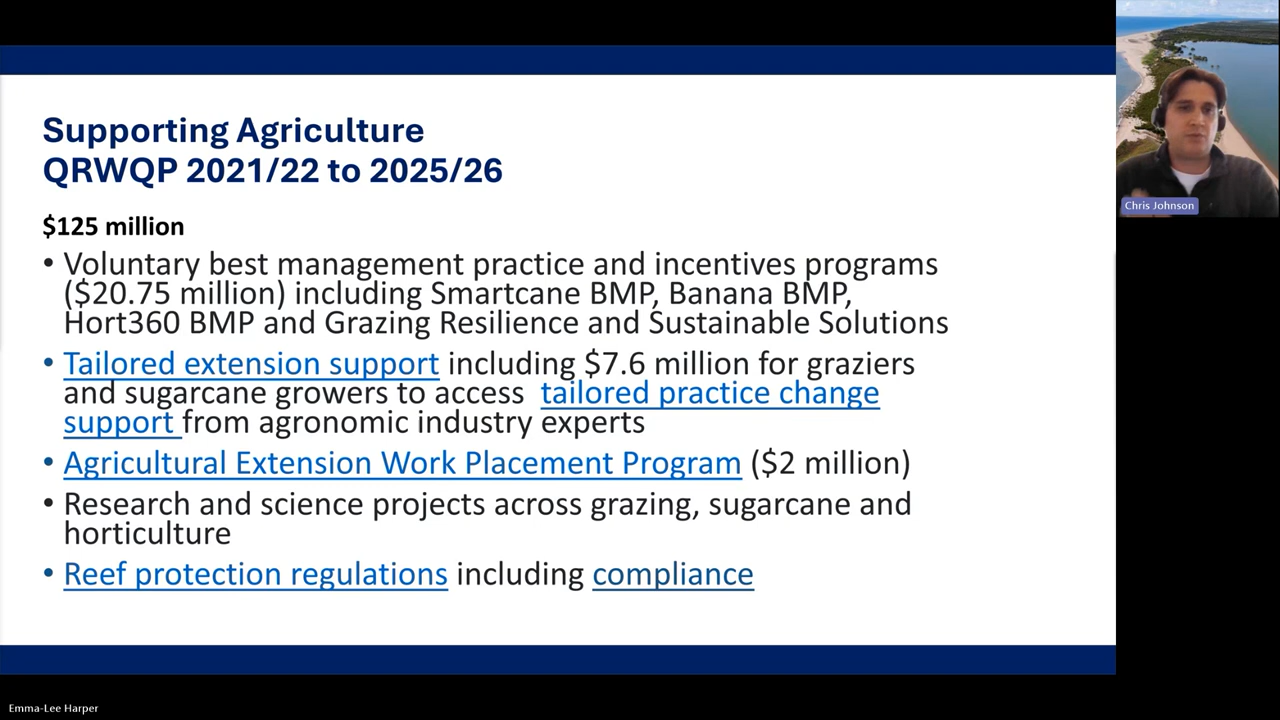 Supporting Agriculture
QRWQP 2021/22 to 2025/26
$125 million
• Voluntary best management practice and incentives programs
($20.75 million) including Smartcane BMP, Banana BMP,
Hort360 BMP and Grazing Resilience and Sustainable Solutions
• Tailored extension support including $7.6 million for graziers
and sugarcane growers to access tailored practice change
support from agronomic industry experts
• Agricultural Extension Work Placement Program ($2 million)
• Research and science projects across grazing, sugarcane and
horticulture
• Reef protection regulations including compliance
Chris Johnson
Emma-Lee Harper